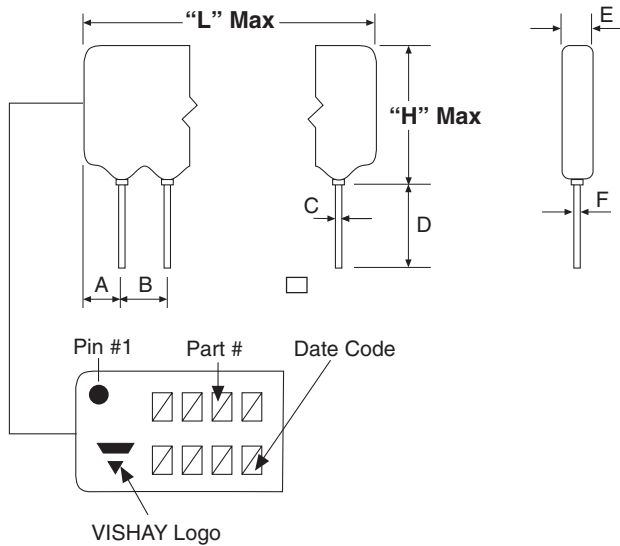 “L” Max
E
“H” Max
C
D
F
A
B
Pin #1
Part #
Date Code
VISHAY Logo